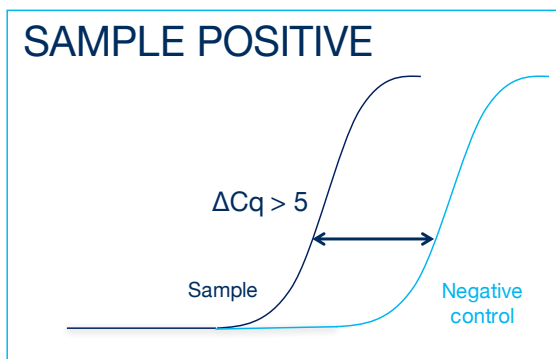 SAMPLE POSITIVE
ΔCq > 5
Sample
Negative
control